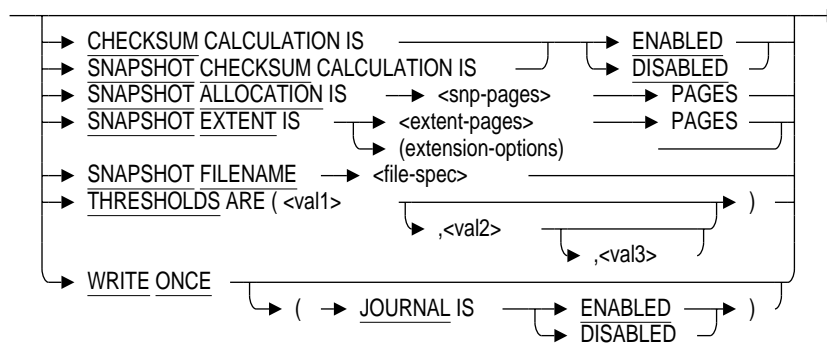 CHECKSUM CALCULATION IS ENABLED
SNAPSHOT CHECKSUM CALCULATION IS DISABLED
SNAPSHOT ALLOCATION IS <snp-pages> PAGES
SNAPSHOT EXTENT IS <extent-pages> PAGES
(extension-options)
SNAPSHOT FILENAME <file-spec>
THRESHOLDS ARE ( <val1> )
,<val2>
,<val3>
WRITE ONCE
( JOURNAL IS ENABLED )
DISABLED